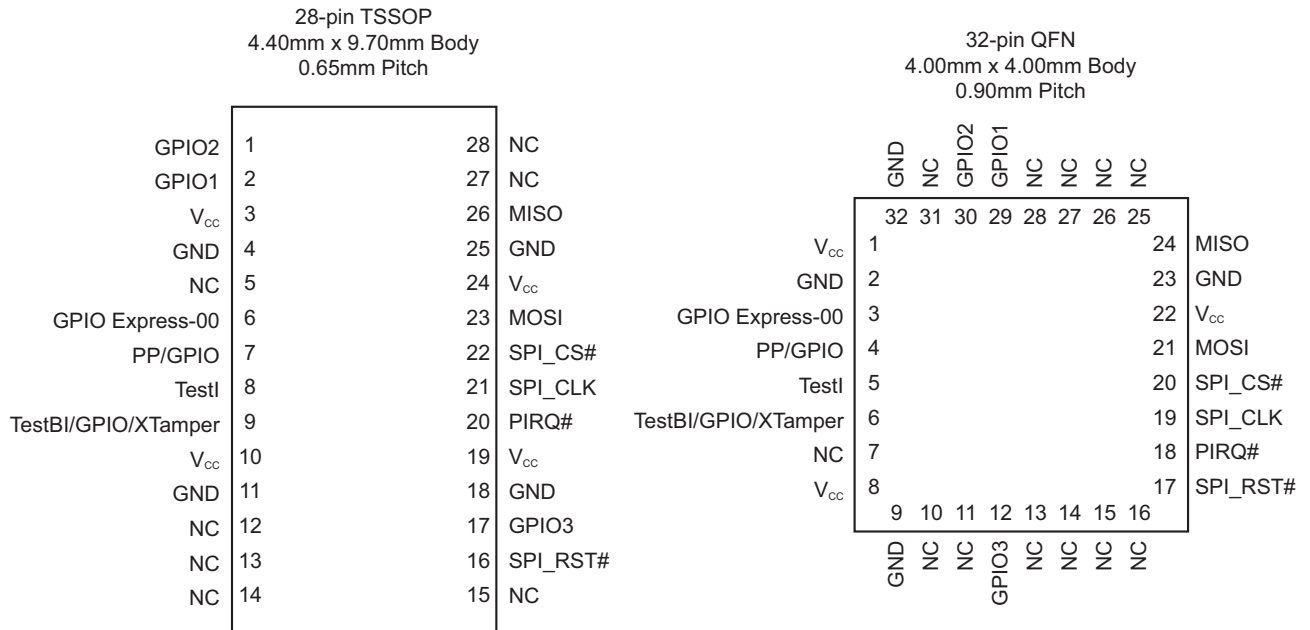 28-pin TSSOP
4.40mm x 9.70mm Body
0.65mm Pitch
GPIO2 1 28 NC
GPIO1 2 27 NC
Vcc 3 26 MISO
GND 4 25 GND
NC 5 24 Vcc
GPIO Express-00 6 23 MOSI
PP/GPIO 7 22 SPI_CS#
TestI 8 21 SPI_CLK
TestBI/GPIO/XTamper 9 20 PIRQ#
Vcc 10 19 Vcc
GND 11 18 GND
NC 12 17 GPIO3
NC 13 16 SPI_RST#
NC 14 15 NC
32-pin QFN
4.00mm x 4.00mm Body
0.90mm Pitch
GND NC GPIO2 GPIO1 NC NC NC NC
32 31 30 29 28 27 26 25
Vcc 1 24 MISO
GND 2 23 GND
GPIO Express-00 3 22 Vcc
PP/GPIO 4 21 MOSI
TestI 5 20 SPI_CS#
TestBI/GPIO/XTamper 6 19 SPI_CLK
NC 7 18 PIRQ#
Vcc 8 17 SPI_RST#
9 10 11 12 13 14 15 16
GND NC NC GPIO3 NC NC NC NC